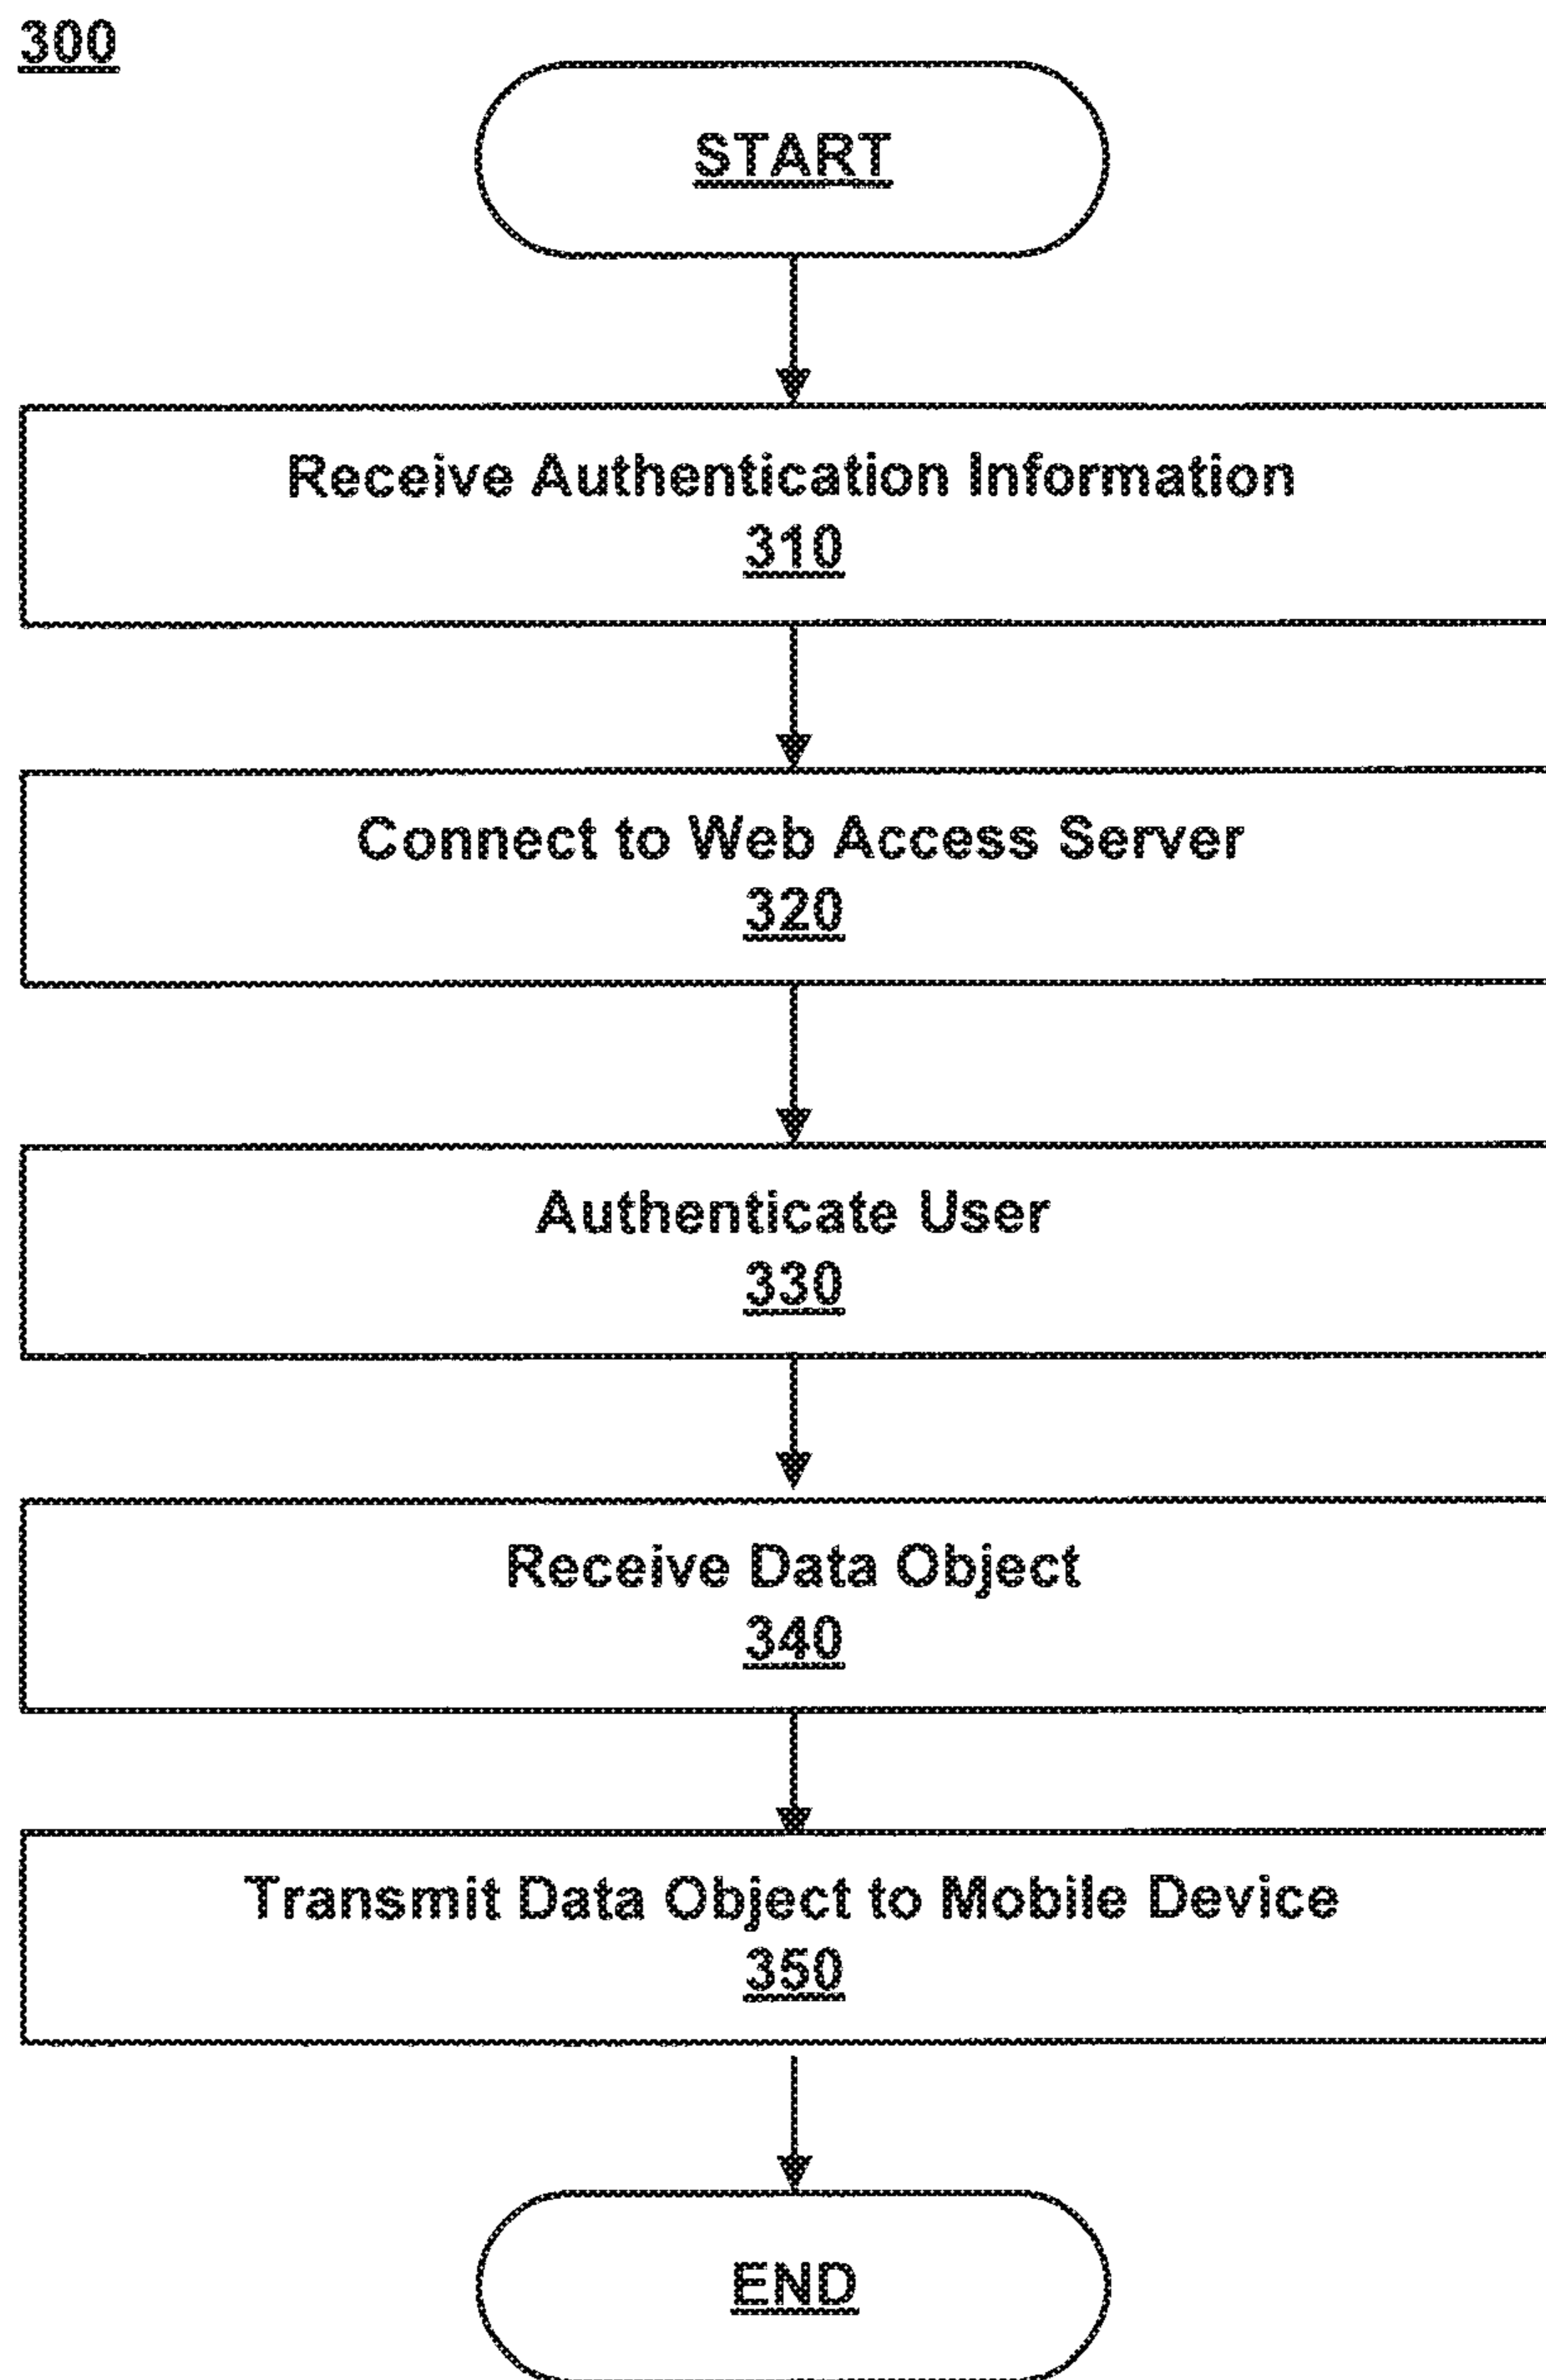 300
START
Receive Authentication Information
310
Connect to Web Access Server
320
Authenticate User
330
Receive Data Object
340
Transmit Data Object to Mobile Device
350
END